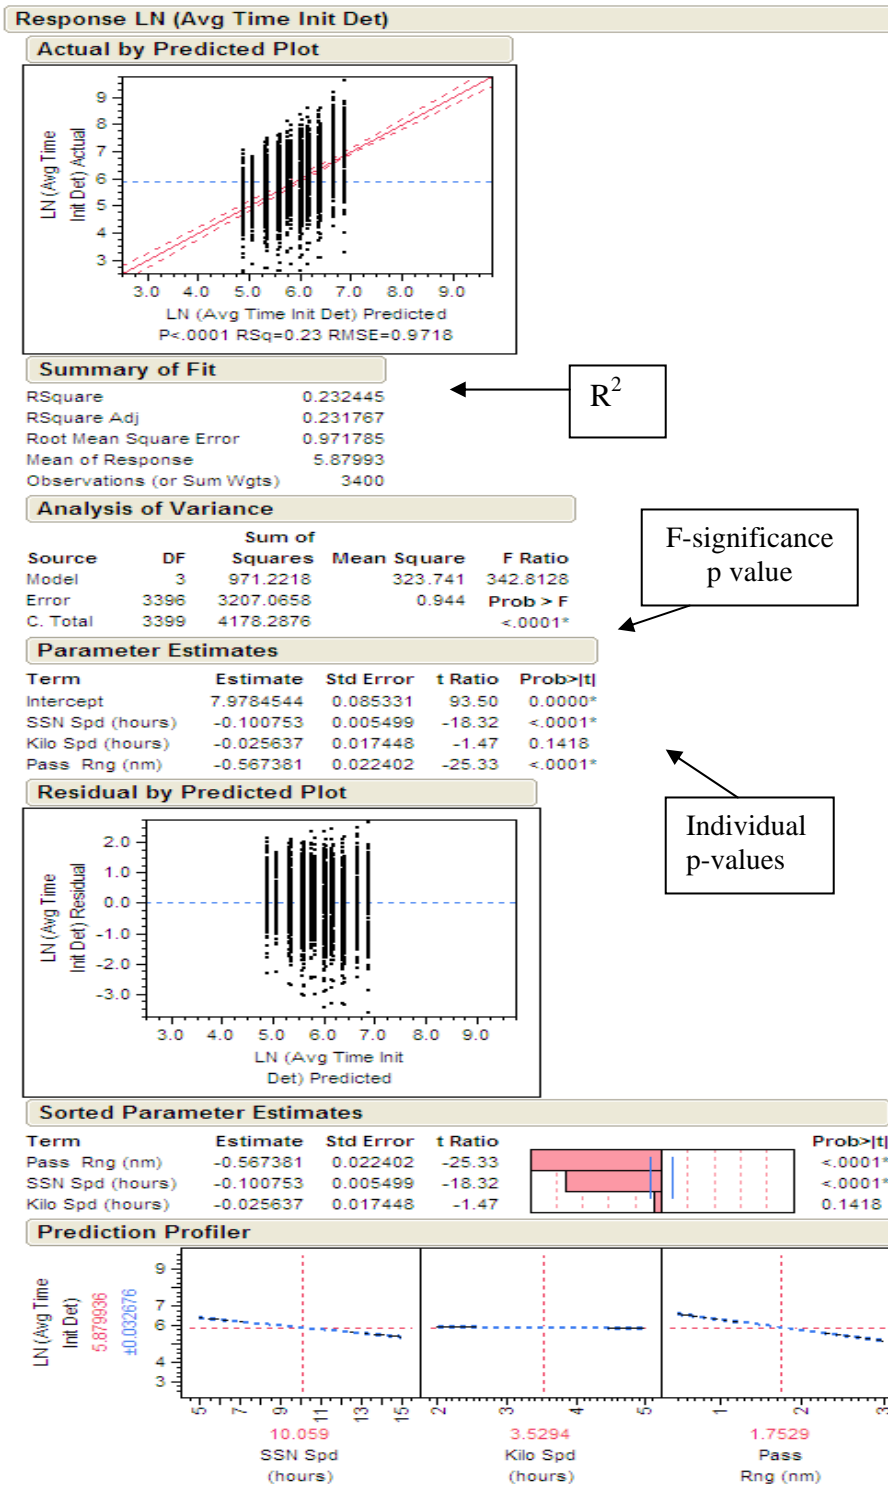 Response LN (Avg Time Init Det)
Actual by Predicted Plot
LN (Avg Time
Init Det) Actual
9
8
7
6
5
4
3
3.0 4.0 5.0 6.0 7.0 8.0 9.0
LN (Avg Time Init Det) Predicted
P<.0001 RSq=0.23 RMSE=0.9718
Summary of Fit
RSquare 0.232445
RSquare Adj 0.231767
Root Mean Square Error 0.971785
Mean of Response 5.87993
Observations (or Sum Wgts) 3400
R2
Analysis of Variance
Sum of
Source DF Squares Mean Square F Ratio
Model 3 971.2218 323.741 342.8128
Error 3396 3207.0658 0.944 Prob > F
C. Total 3399 4178.2876 <.0001*
F-significance
p value
Parameter Estimates
Term Estimate Std Error t Ratio Prob>|t|
Intercept 7.9784544 0.085331 93.50 0.0000*
SSN Spd (hours) -0.100753 0.005499 -18.32 <.0001*
Kilo Spd (hours) -0.025637 0.017448 -1.47 0.1418
Pass Rng (nm) -0.567381 0.022402 -25.33 <.0001*
Individual
p-values
Residual by Predicted Plot
LN (Avg Time
Init Det) Residual
2.0
1.0
0.0
-1.0
-2.0
-3.0
3.0 4.0 5.0 6.0 7.0 8.0 9.0
LN (Avg Time Init
Det) Predicted
Sorted Parameter Estimates
Term Estimate Std Error t Ratio Prob>|t|
Pass Rng (nm) -0.567381 0.022402 -25.33 <.0001*
SSN Spd (hours) -0.100753 0.005499 -18.32 <.0001*
Kilo Spd (hours) -0.025637 0.017448 -1.47 0.1418
Prediction Profiler
LN (Avg Time
Init Det)
5.879936
±0.032676
9
7
6
4
3
5 7 9 11 13 15 2 3 4 5 1 2 3
10.059 3.5294 1.7529
SSN Spd Kilo Spd Pass
(hours) (hours) Rng (nm)